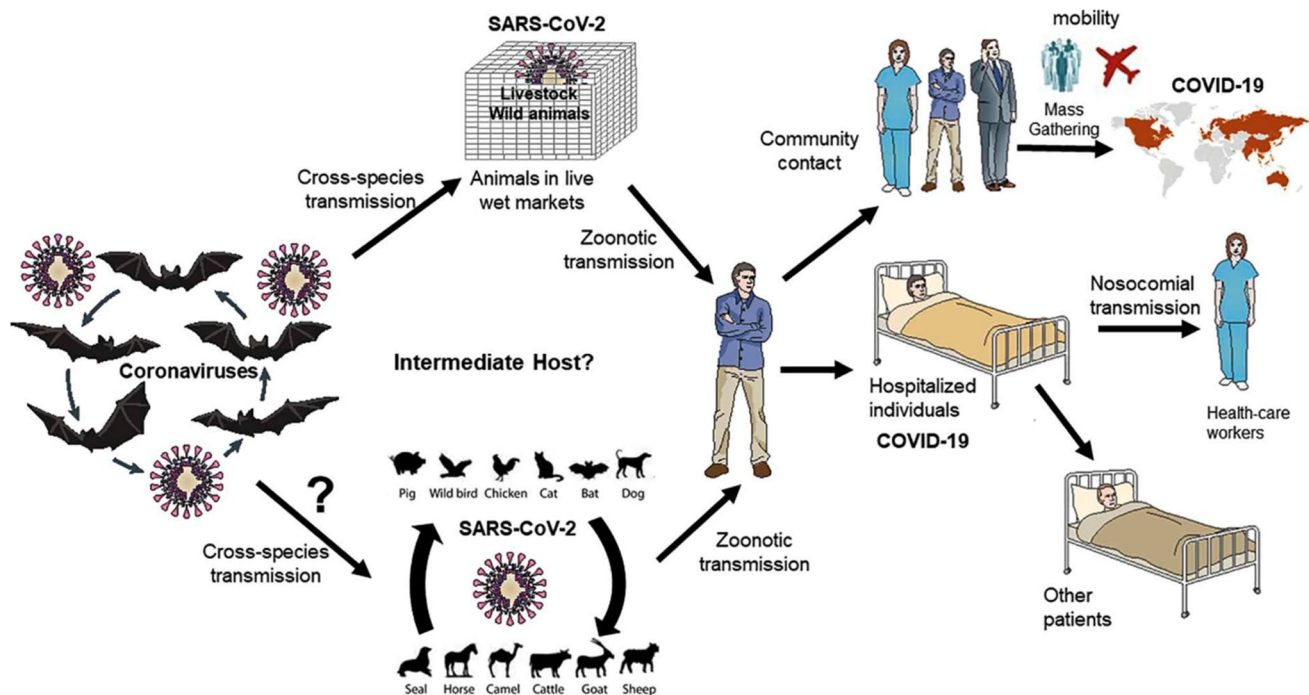 SARS-CoV-2
Livestock
Wild animals
Animals in live
wet markets
Cross-species
transmission
Zoonotic
transmission
Community
contact
mobility
Mass
Gathering
COVID-19
Coronaviruses
Intermediate Host?
Hospitalized
individuals
COVID-19
Nosocomial
transmission
Health-care
workers
?
Cross-species
transmission
Pig Wild bird Chicken Cat Bat Dog
SARS-CoV-2
Seal Horse Camel Cattle Goat Sheep
Zoonotic
transmission
Other
patients